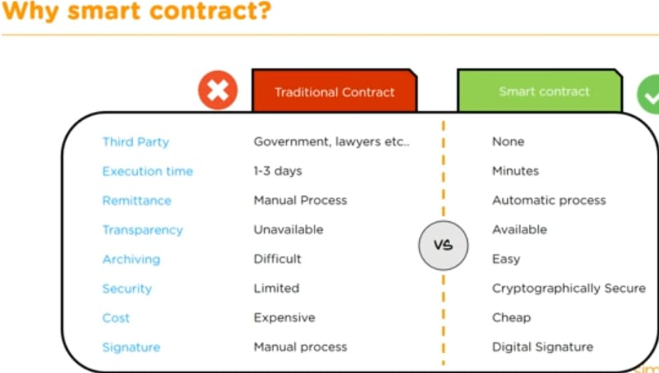 Why smart contract?
Traditional Contract Smart contract
Third Party Government, lawyers etc.. None
Execution time 1-3 days Minutes
Remittance Manual Process Automatic process
Transparency Unavailable Available
VS
Archiving Difficult Easy
Security Limited Cryptographically Secure
Cost Expensive Cheap
Signature Manual process Digital Signature